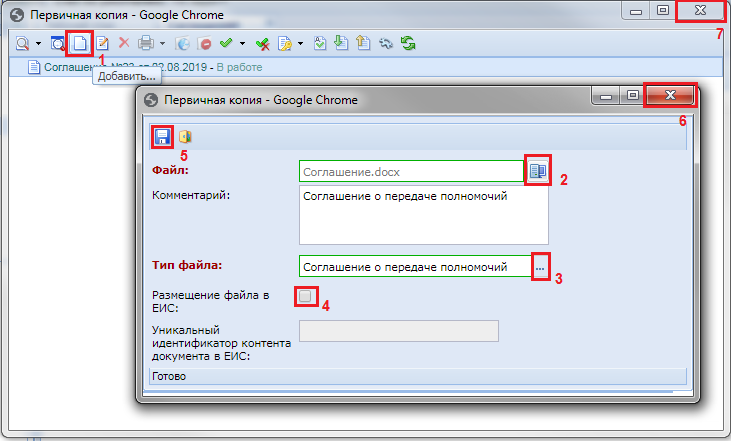 Первичная копия - Google Chrome
7
1
Соглашение №23 от 02.08.2019 - В работе
Добавить...
Первичная копия - Google Chrome
6
5
Файл:
Соглашение.docx
2
Комментарий:
Соглашение о передаче полномочий
Тип файла:
Соглашение о передаче полномочий
...
3
Размещение файла в
ЕИС:
4
Уникальный
идентификатор контента
документа в ЕИС:
Готово